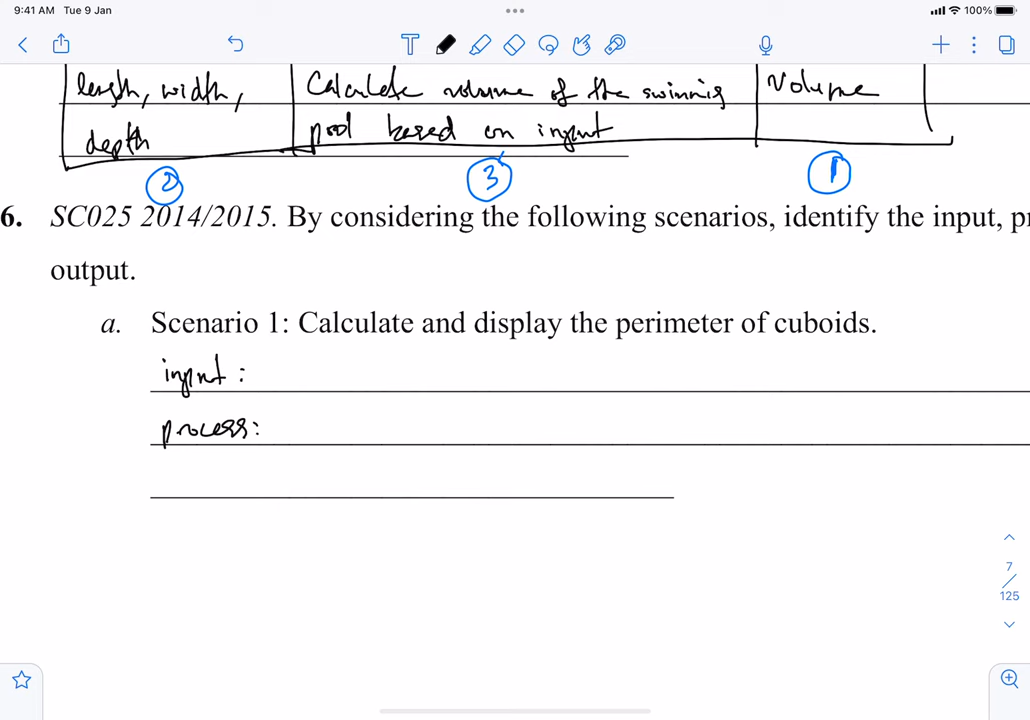 9:41 AM Tue 9 Jan
100%
length, width, depth
Calculate volume of the swimmig pool based on input
Volume
2
3
1
6. SC025 2014/2015. By considering the following scenarios, identify the input, pr
output.
a. Scenario 1: Calculate and display the perimeter of cuboids.
input:
process:
7
125